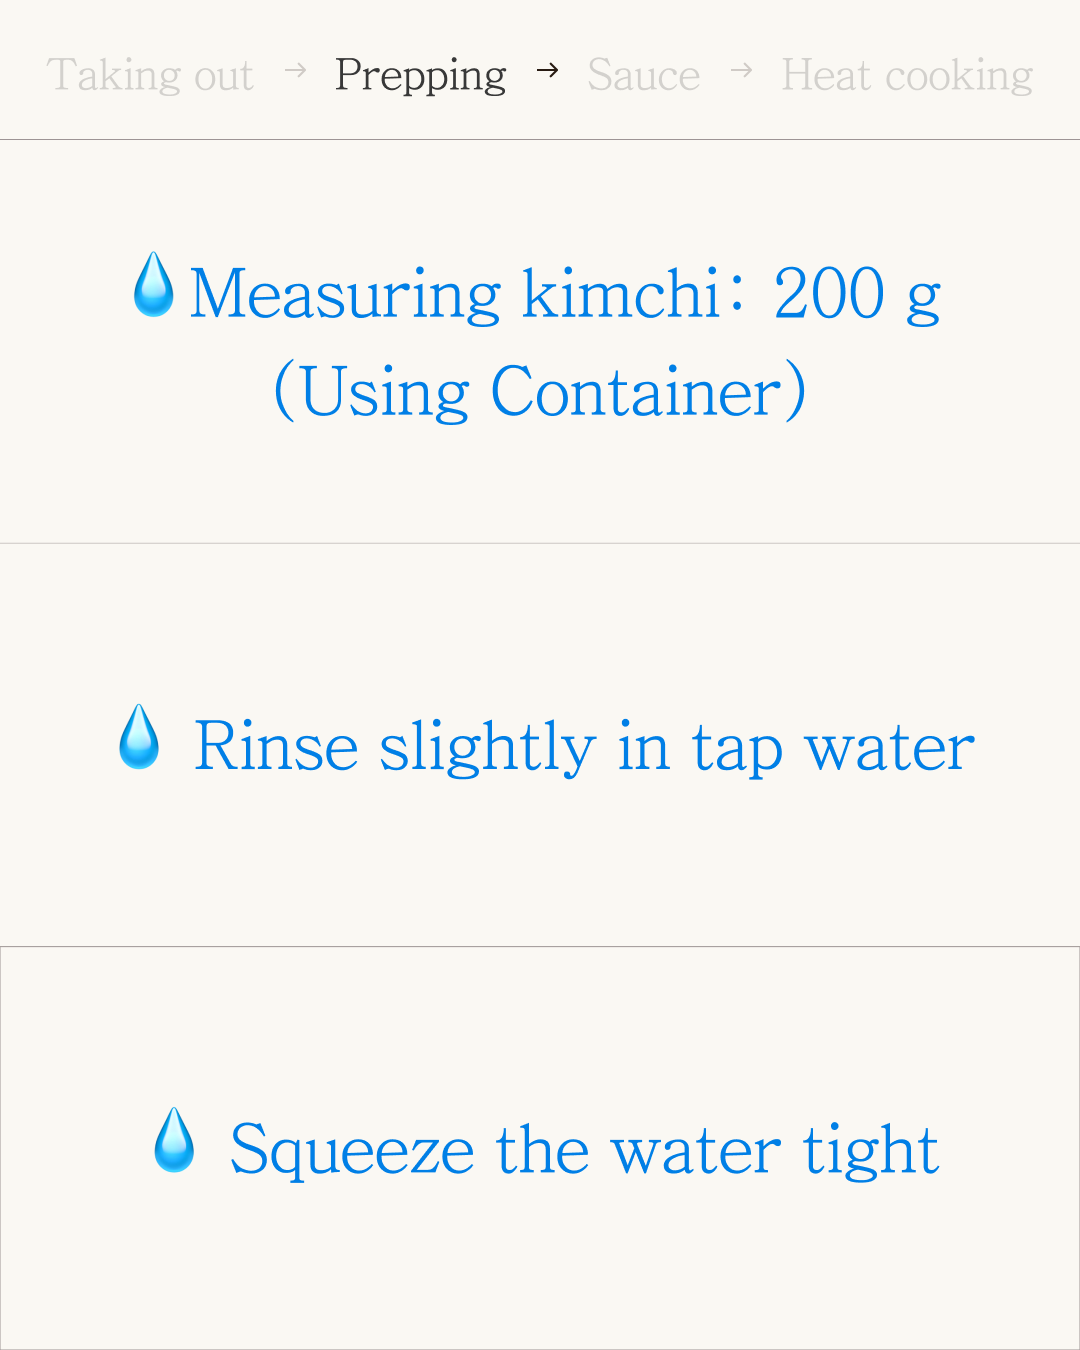 Taking out → Prepping → Sauce → Heat cooking
💧Measuring kimchi: 200 g
(Using Container)
💧 Rinse slightly in tap water
💧 Squeeze the water tight